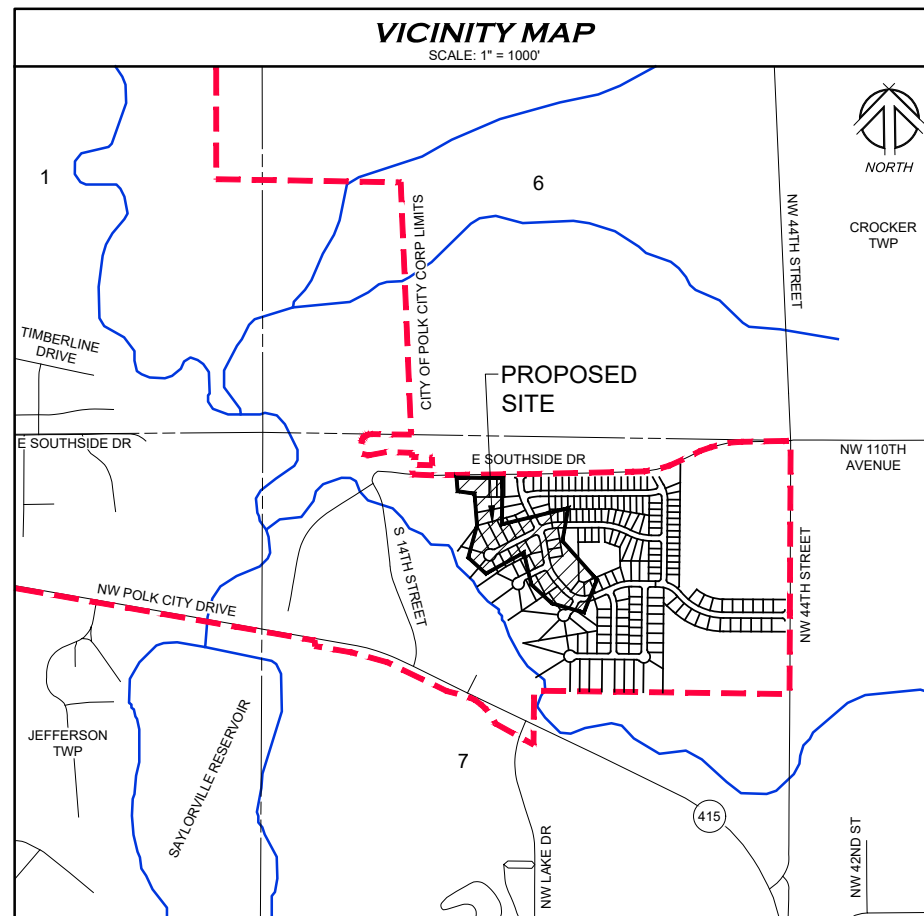 VICINITY MAP
SCALE: 1" = 1000'
NORTH
1
6
CITY OF POLK CITY CORP LIMITS
NW 44TH STREET
CROCKER
TWP
TIMBERLINE
DRIVE
PROPOSED
SITE
E SOUTHSIDE DR
E SOUTHSIDE DR
NW 110TH
AVENUE
S 14TH STREET
NW 44TH STREET
NW POLK CITY DRIVE
JEFFERSON
TWP
SAYLORVILLE RESERVOIR
7
415
NW LAKE DR
NW 42ND ST